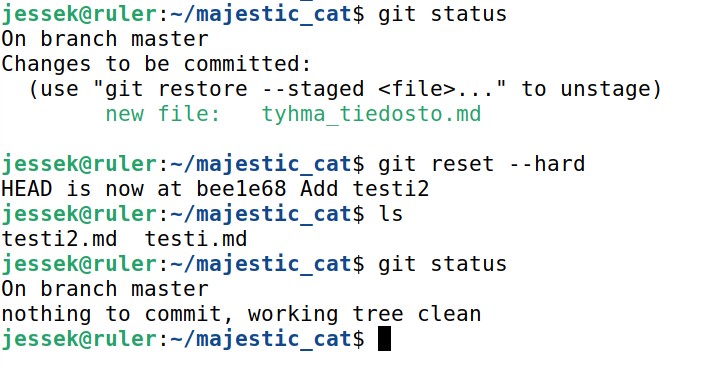 jessek@ruler:~/majestic_cat$ git status
On branch master
Changes to be committed:
  (use "git restore --staged <file>..." to unstage)
        new file:   tyhma_tiedosto.md

jessek@ruler:~/majestic_cat$ git reset --hard
HEAD is now at bee1e68 Add testi2
jessek@ruler:~/majestic_cat$ ls
testi2.md  testi.md
jessek@ruler:~/majestic_cat$ git status
On branch master
nothing to commit, working tree clean
jessek@ruler:~/majestic_cat$